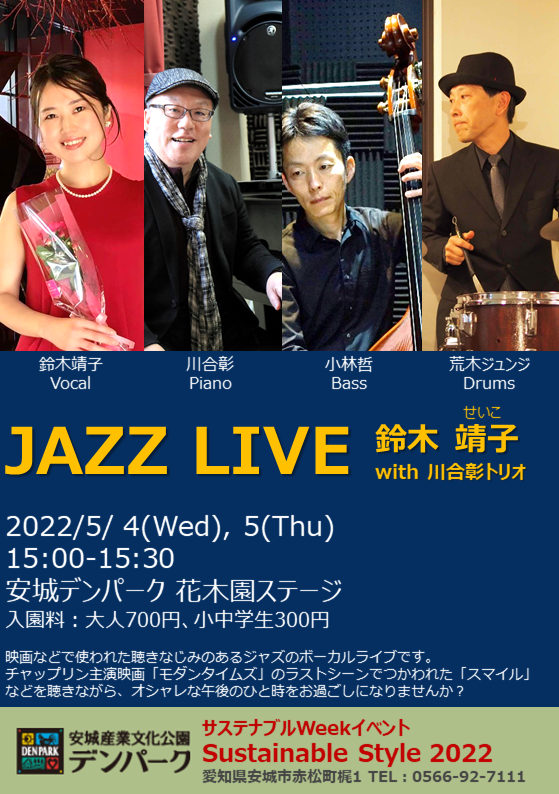 鈴木靖子
Vocal
川合彰
Piano
小林哲
Bass
荒木ジュンジ
Drums
JAZZ LIVE
せいこ
鈴木 靖子
with 川合彰トリオ
2022/5/ 4(Wed), 5(Thu)
15:00-15:30
安城デンパーク 花木園ステージ
入園料：大人700円、小中学生300円
映画などで使われた聴きなじみのあるジャズのボーカルライブです。
チャップリン主演映画「モダンタイムズ」のラストシーンでつかわれた「スマイル」
などを聴きながら、オシャレな午後のひと時をお過ごしになりませんか？
DENPARK
安城産業文化公園
デンパーク
サステナブルWeekイベント
Sustainable Style 2022
愛知県安城市赤松町梶1 TEL：0566-92-7111